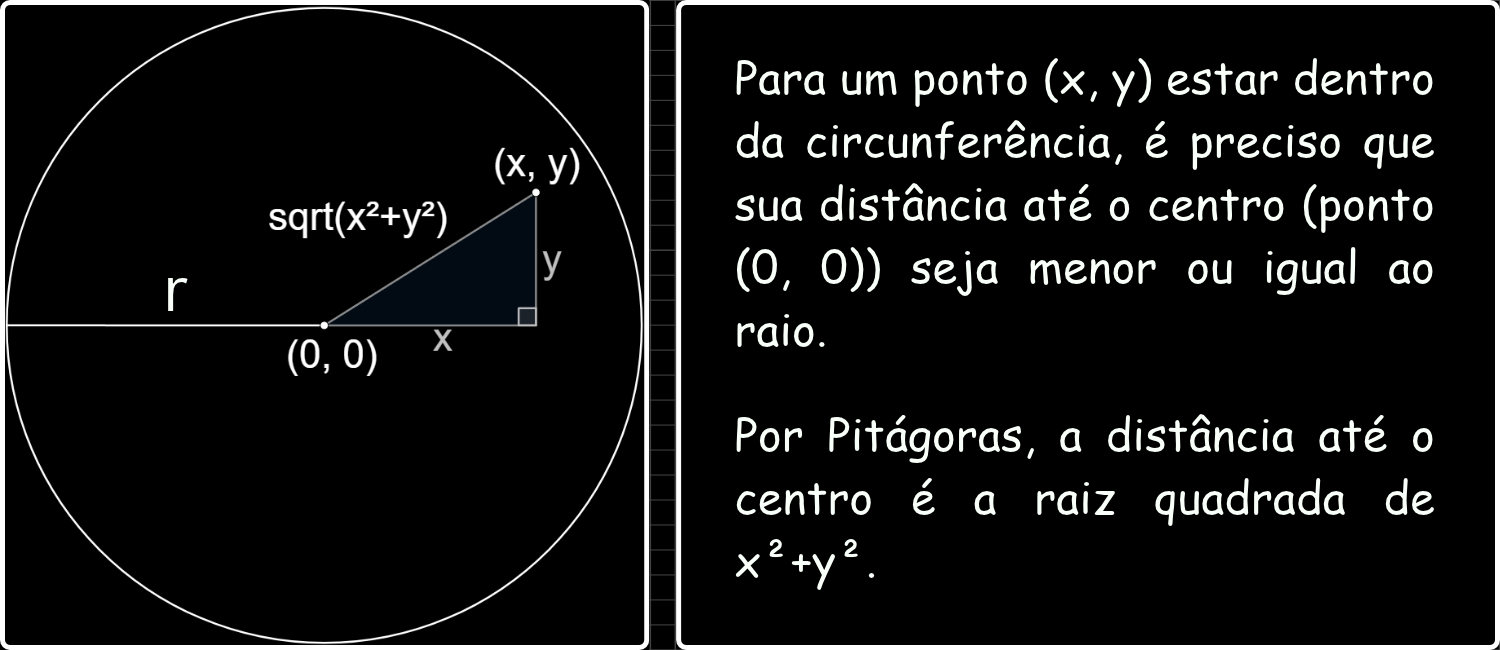 (x, y)
sqrt(x²+y²)
y
r
x
(0, 0)
Para um ponto (x, y) estar dentro
da circunferência, é preciso que
sua distância até o centro (ponto
(0, 0)) seja menor ou igual ao
raio.
Por Pitágoras, a distância até o
centro é a raiz quadrada de
x²+y².